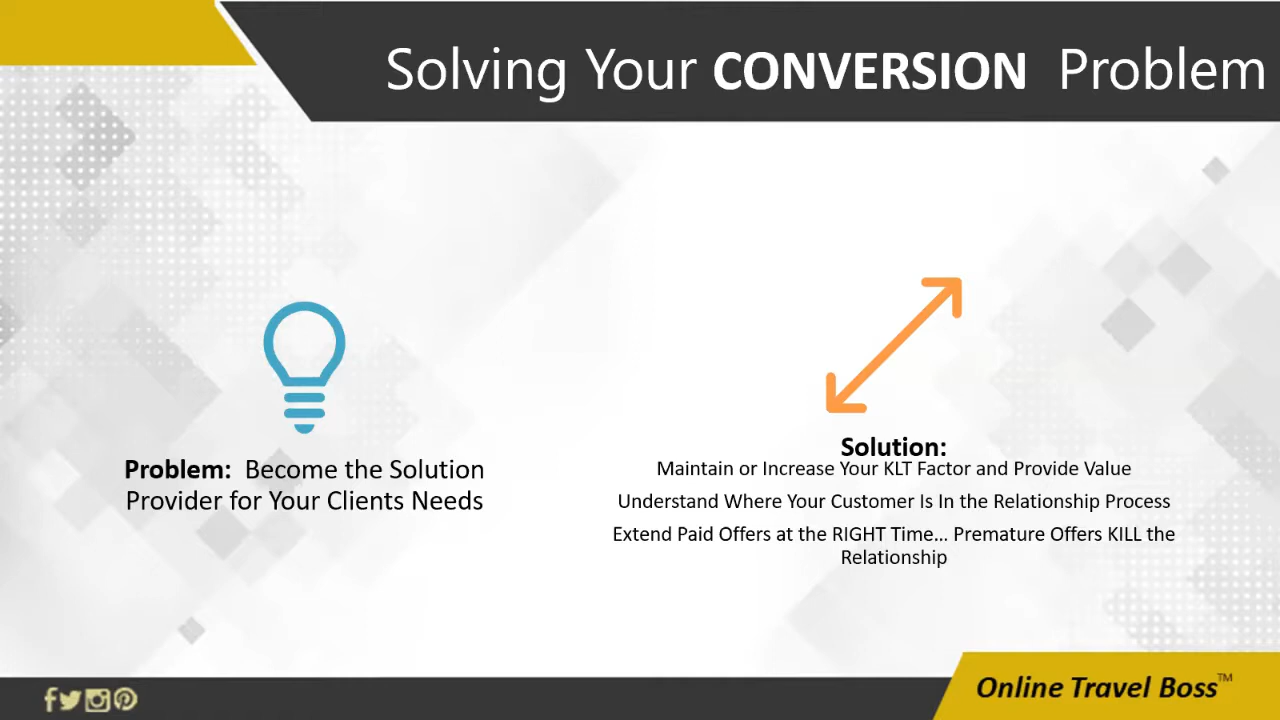 Solving Your CONVERSION Problem
Problem: Become the Solution
Provider for Your Clients Needs
Solution:
Maintain or Increase Your KLT Factor and Provide Value
Understand Where Your Customer Is In the Relationship Process
Extend Paid Offers at the RIGHT Time... Premature Offers KILL the
Relationship
Online Travel Boss™